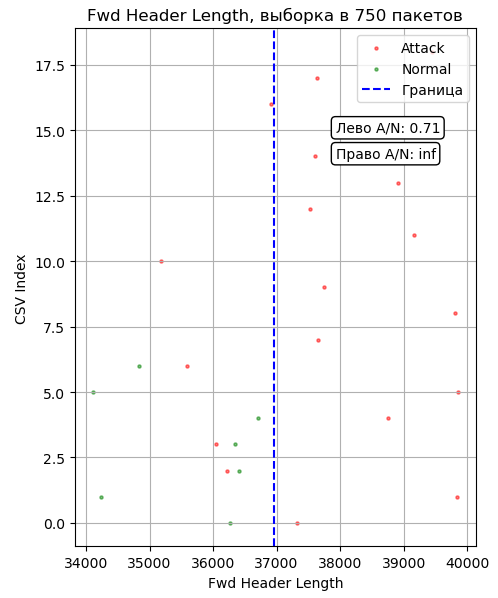 Fwd Header Length, выборка в 750 пакетов
Attack
Normal
Граница
Лево A/N: 0.71
Право A/N: inf
17.5
15.0
12.5
10.0
7.5
5.0
2.5
0.0
CSV Index
34000 35000 36000 37000 38000 39000 40000
Fwd Header Length